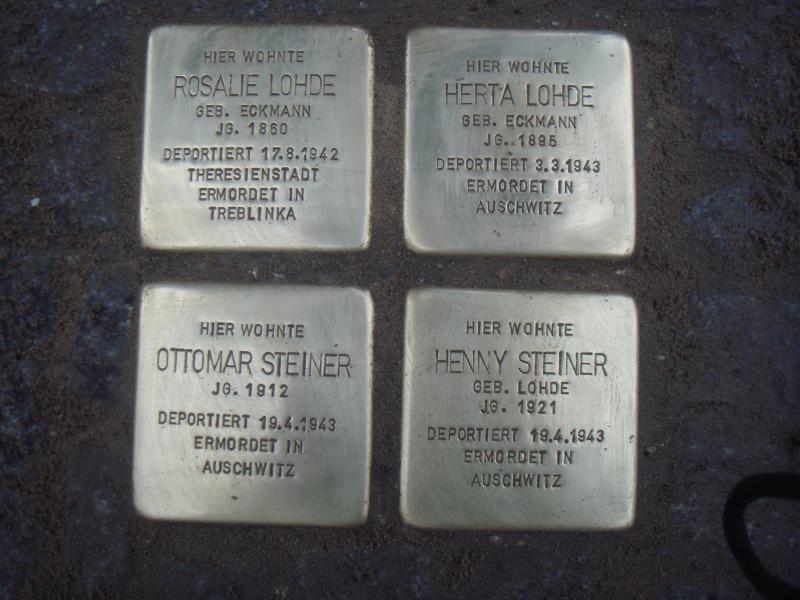 HIER WOHNTE
ROSALIE LOHDE
GEB. ECKMANN
JG. 1860
DEPORTIERT 17.8.1942
THERESIENSTADT
ERMORDET IN
TREBLINKA
HIER WOHNTE
HERTA LOHDE
GEB. ECKMANN
JG. 1895
DEPORTIERT 3.3.1943
ERMORDET IN
AUSCHWITZ
HIER WOHNTE
OTTOMAR STEINER
JG. 1912
DEPORTIERT 19.4.1943
ERMORDET IN
AUSCHWITZ
HIER WOHNTE
HENNY STEINER
GEB. LOHDE
JG. 1921
DEPORTIERT 19.4.1943
ERMORDET IN
AUSCHWITZ